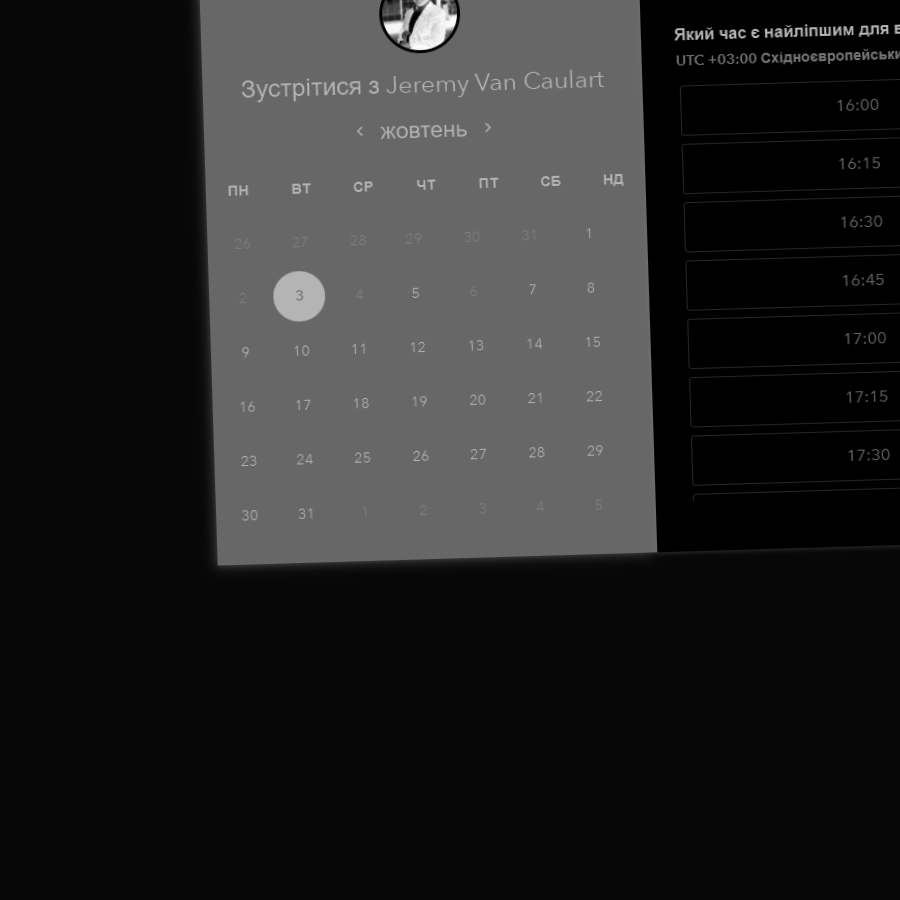 Зустрітися з Jeremy Van Caulart
жовтень
ПН ВТ СР ЧТ ПТ СБ НД
26 27 28 29 30 31 1
2 3 4 5 6 7 8
9 10 11 12 13 14 15
16 17 18 19 20 21 22
23 24 25 26 27 28 29
30 31 1 2 3 4 5
Який час є найліпшим для в
UTC +03:00 Східноєвропейськи
16:00
16:15
16:30
16:45
17:00
17:15
17:30